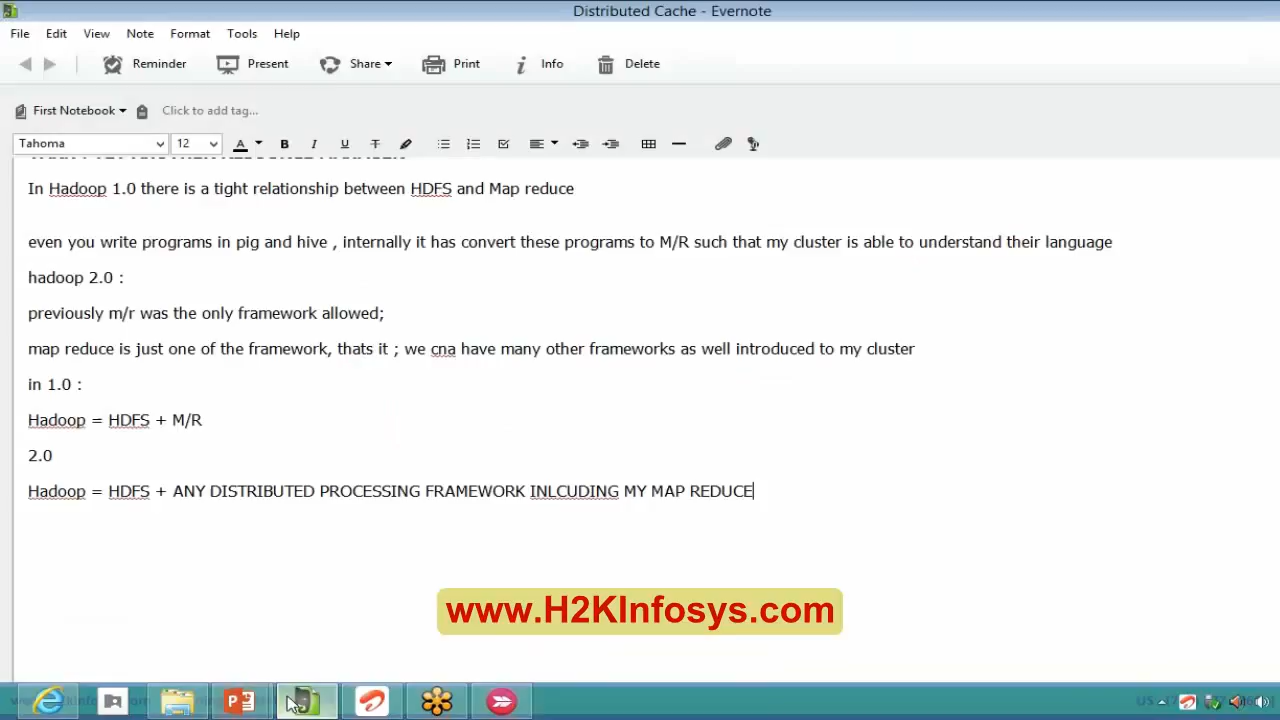 Distributed Cache - Evernote
File Edit View Note Format Tools Help
Reminder Present Share Print Info Delete
First Notebook Click to add tag...
Tahoma 12 A B I U T
In Hadoop 1.0 there is a tight relationship between HDFS and Map reduce
even you write programs in pig and hive , internally it has convert these programs to M/R such that my cluster is able to understand their language
hadoop 2.0 :
previously m/r was the only framework allowed;
map reduce is just one of the framework, thats it ; we cna have many other frameworks as well introduced to my cluster
in 1.0 :
Hadoop = HDFS + M/R
2.0
Hadoop = HDFS + ANY DISTRIBUTED PROCESSING FRAMEWORK INLCUDING MY MAP REDUCE
www.H2KInfosys.com